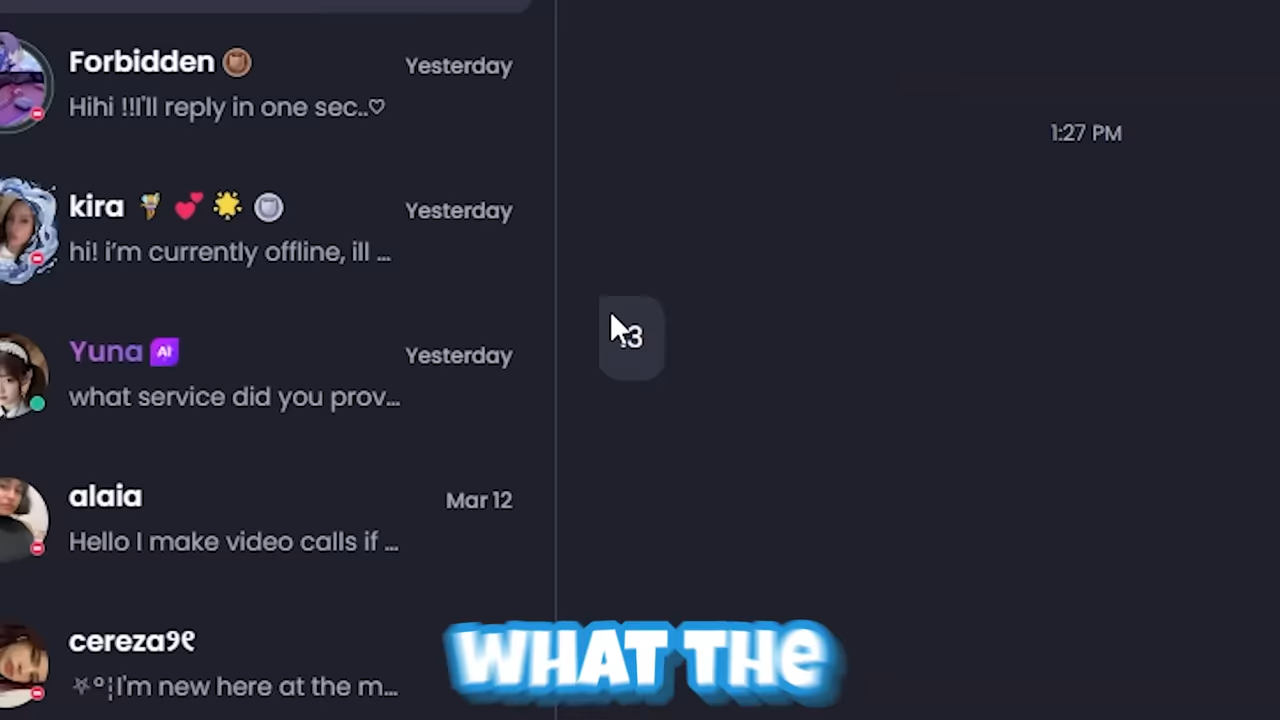 Forbidden
Yesterday
Hihi !!I'll reply in one sec..♡
1:27 PM
kira
Yesterday
hi! i'm currently offline, ill ...
Yuna AI
Yesterday
what service did you prov...
alaia
Mar 12
Hello I make video calls if ...
cereza୨୧
I'm new here at the m...
WHAT THE